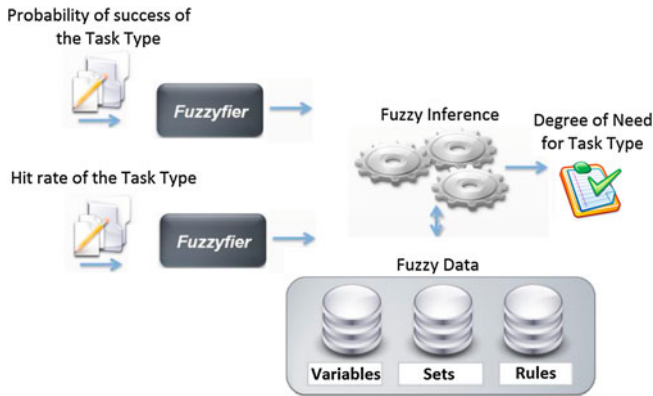 Probability of success of
the Task Type
Fuzzyfier
Fuzzy Inference
Degree of Need
for Task Type
Hit rate of the Task Type
Fuzzyfier
Fuzzy Data
Variables
Sets
Rules